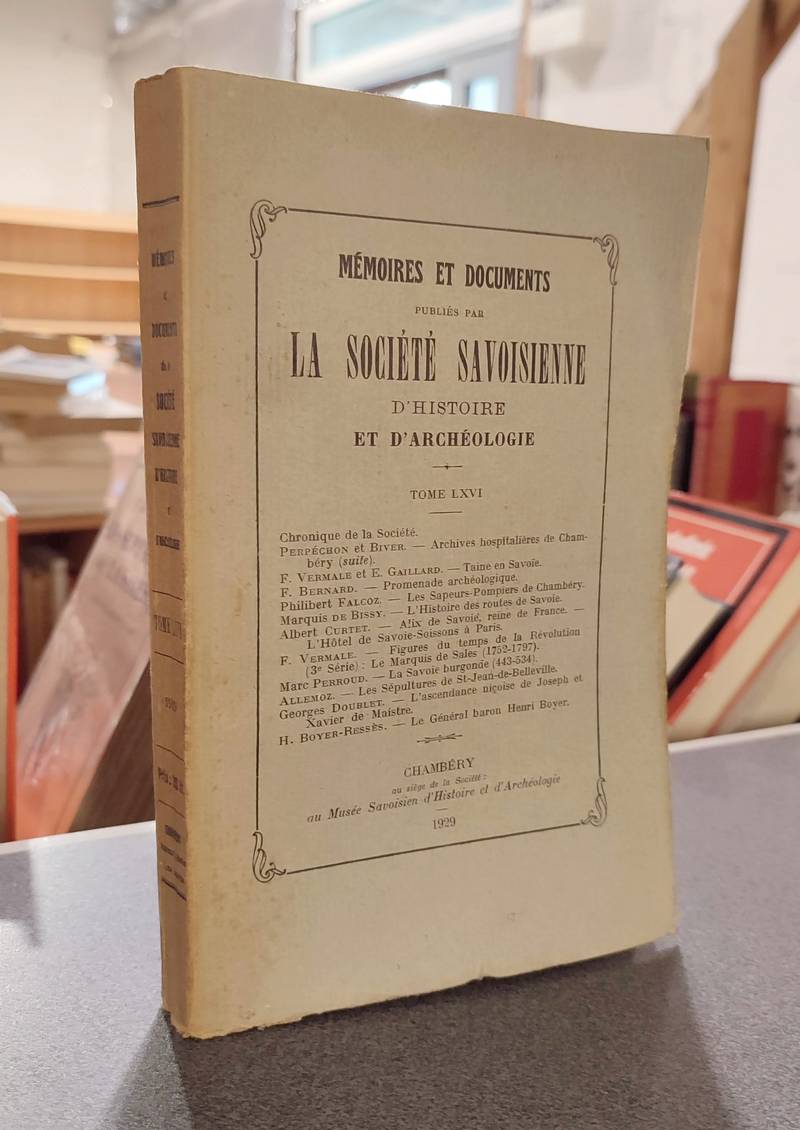 MÉMOIRES ET DOCUMENTS
PUBLIÉS PAR
LA SOCIÉTÉ SAVOISIENNE
D'HISTOIRE
ET D'ARCHÉOLOGIE
TOME LXVI
Chronique de la Société.
PERPÉCHON et BIVER. — Archives hospitalières de Cham-
béry (suite).
F. VERMALE et E. GAILLARD. — Taine en Savoie.
F. BERNARD. — Promenade archéologique.
Philibert FALCOZ. — Les Sapeurs-Pompiers de Chambéry.
Marquis DE BISSY. — L'Histoire des routes de Savoie.
Albert CURTET. — Alix de Savoie, reine de France. —
L'Hôtel de Savoie-Soissons à Paris.
F. VERMALE. — Figures du temps de la Révolution
(3e Série) : Le Marquis de Sales (1752-1797).
Marc PERROUD. — La Savoie burgonde (443-534).
ALLEMOZ. — Les Sépultures de St-Jean-de-Belleville.
Georges DOUBLET. — L'ascendance niçoise de Joseph et
Xavier de Maistre.
H. BOYER-RESSÈS. — Le Général baron Henri Boyer.
CHAMBÉRY
au siège de la Société :
au Musée Savoisien d'Histoire et d'Archéologie
1929
MÉMOIRES
DOCUMENTS
SOCIÉTÉ
SAVOISIENNE
D'HISTOIRE
D'ARCHÉOLOGIE
TOME